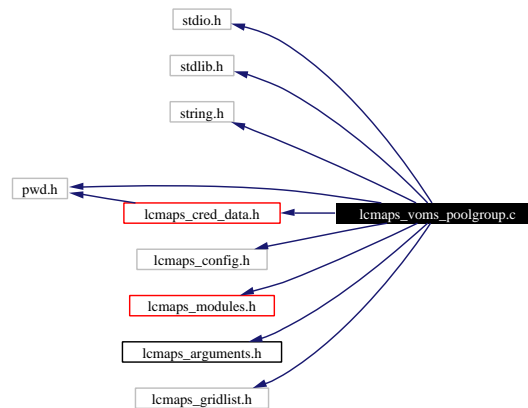 stdio.h
stdlib.h
string.h
pwd.h
lcmaps_cred_data.h
lcmaps_voms_poolgroup.c
lcmaps_config.h
lcmaps_modules.h
lcmaps_arguments.h
lcmaps_gridlist.h